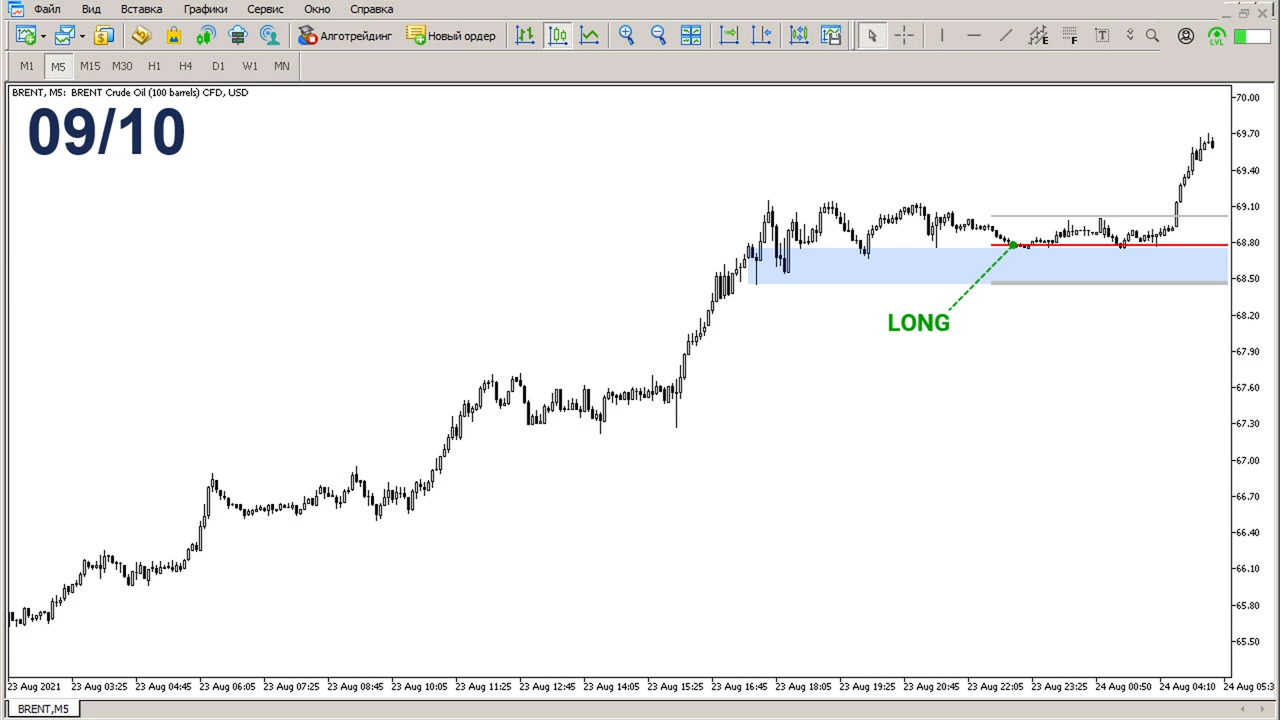 Файл Вид Вставка Графики Сервис Окно Справка
Алготрейдинг Новый ордер E F T LVL
M1 M5 M15 M30 H1 H4 D1 W1 MN
BRENT, M5: BRENT Crude Oil (100 barrels) CFD, USD
09/10
70.00
69.70
69.40
69.10
68.80
68.50
LONG
68.20
67.90
67.60
67.30
67.00
66.70
66.40
66.10
65.80
65.50
23 Aug 2021 23 Aug 03:25 23 Aug 04:45 23 Aug 06:05 23 Aug 07:25 23 Aug 08:45 23 Aug 10:05 23 Aug 11:25 23 Aug 12:45 23 Aug 14:05 23 Aug 15:25 23 Aug 16:45 23 Aug 18:05 23 Aug 19:25 23 Aug 20:45 23 Aug 22:05 23 Aug 23:25 24 Aug 00:50 24 Aug 04:10 24 Aug 05:3
BRENT,M5